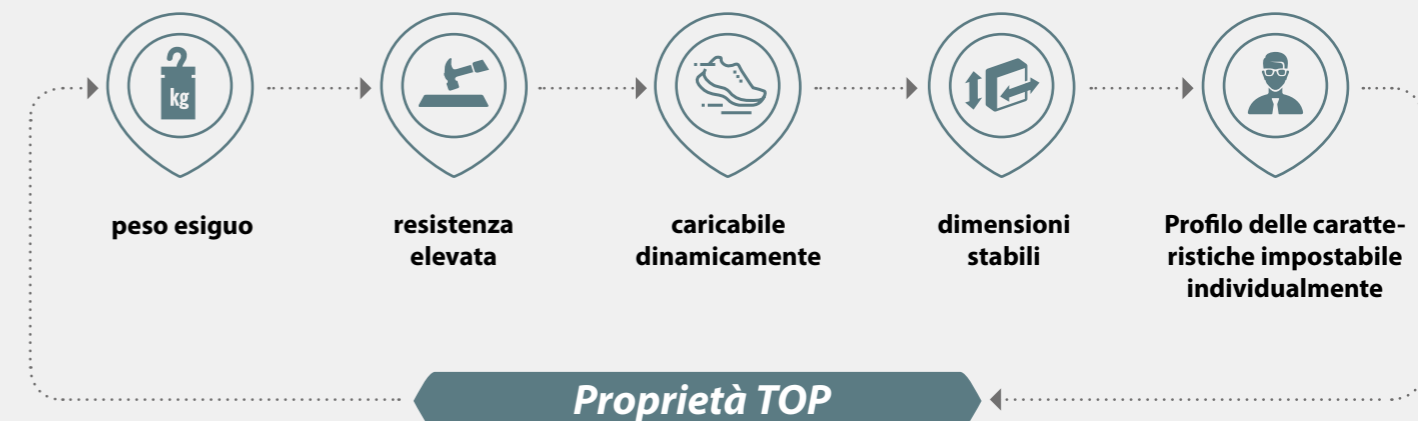 kg
peso esiguo
resistenza
elevata
caricabile
dinamicamente
dimensioni
stabili
Profilo delle caratte-
ristiche impostabile
individualmente
Proprietà TOP